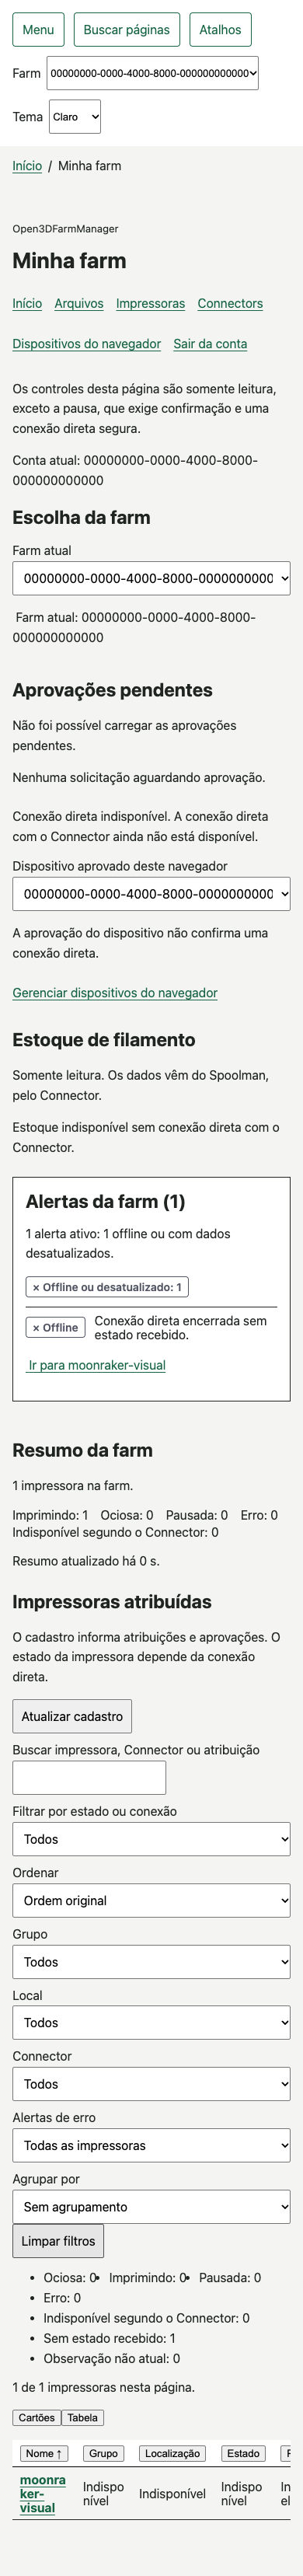 Menu Buscar páginas Atalhos
Farm 00000000-0000-4000-8000-000000000000
Tema Claro
Início / Minha farm
Open3DFarmManager
Minha farm
Início Arquivos Impressoras Connectors
Dispositivos do navegador Sair da conta
Os controles desta página são somente leitura,
exceto a pausa, que exige confirmação e uma
conexão direta segura.
Conta atual: 00000000-0000-4000-8000-
000000000000
Escolha da farm
Farm atual
00000000-0000-4000-8000-0000000000
Farm atual: 00000000-0000-4000-8000-
000000000000
Aprovações pendentes
Não foi possível carregar as aprovações
pendentes.
Nenhuma solicitação aguardando aprovação.
Conexão direta indisponível. A conexão direta
com o Connector ainda não está disponível.
Dispositivo aprovado deste navegador
00000000-0000-4000-8000-0000000000
A aprovação do dispositivo não confirma uma
conexão direta.
Gerenciar dispositivos do navegador
Estoque de filamento
Somente leitura. Os dados vêm do Spoolman,
pelo Connector.
Estoque indisponível sem conexão direta com o
Connector.
Alertas da farm (1)
1 alerta ativo: 1 offline ou com dados
desatualizados.
× Offline ou desatualizado: 1
× Offline Conexão direta encerrada sem
estado recebido.
Ir para moonraker-visual
Resumo da farm
1 impressora na farm.
Imprimindo: 1 Ociosa: 0 Pausada: 0 Erro: 0
Indisponível segundo o Connector: 0
Resumo atualizado há 0 s.
Impressoras atribuídas
O cadastro informa atribuições e aprovações. O
estado da impressora depende da conexão
direta.
Atualizar cadastro
Buscar impressora, Connector ou atribuição
Filtrar por estado ou conexão
Todos
Ordenar
Ordem original
Grupo
Todos
Local
Todos
Connector
Todos
Alertas de erro
Todas as impressoras
Agrupar por
Sem agrupamento
Limpar filtros
• Ociosa: 0 • Imprimindo: 0 • Pausada: 0
• Erro: 0
• Indisponível segundo o Connector: 0
• Sem estado recebido: 1
• Observação não atual: 0
1 de 1 impressoras nesta página.
Cartões Tabela
Nome ↑ Grupo Localização Estado
moonra Indispo Indisponível Indispo In
ker- nível nível el
visual